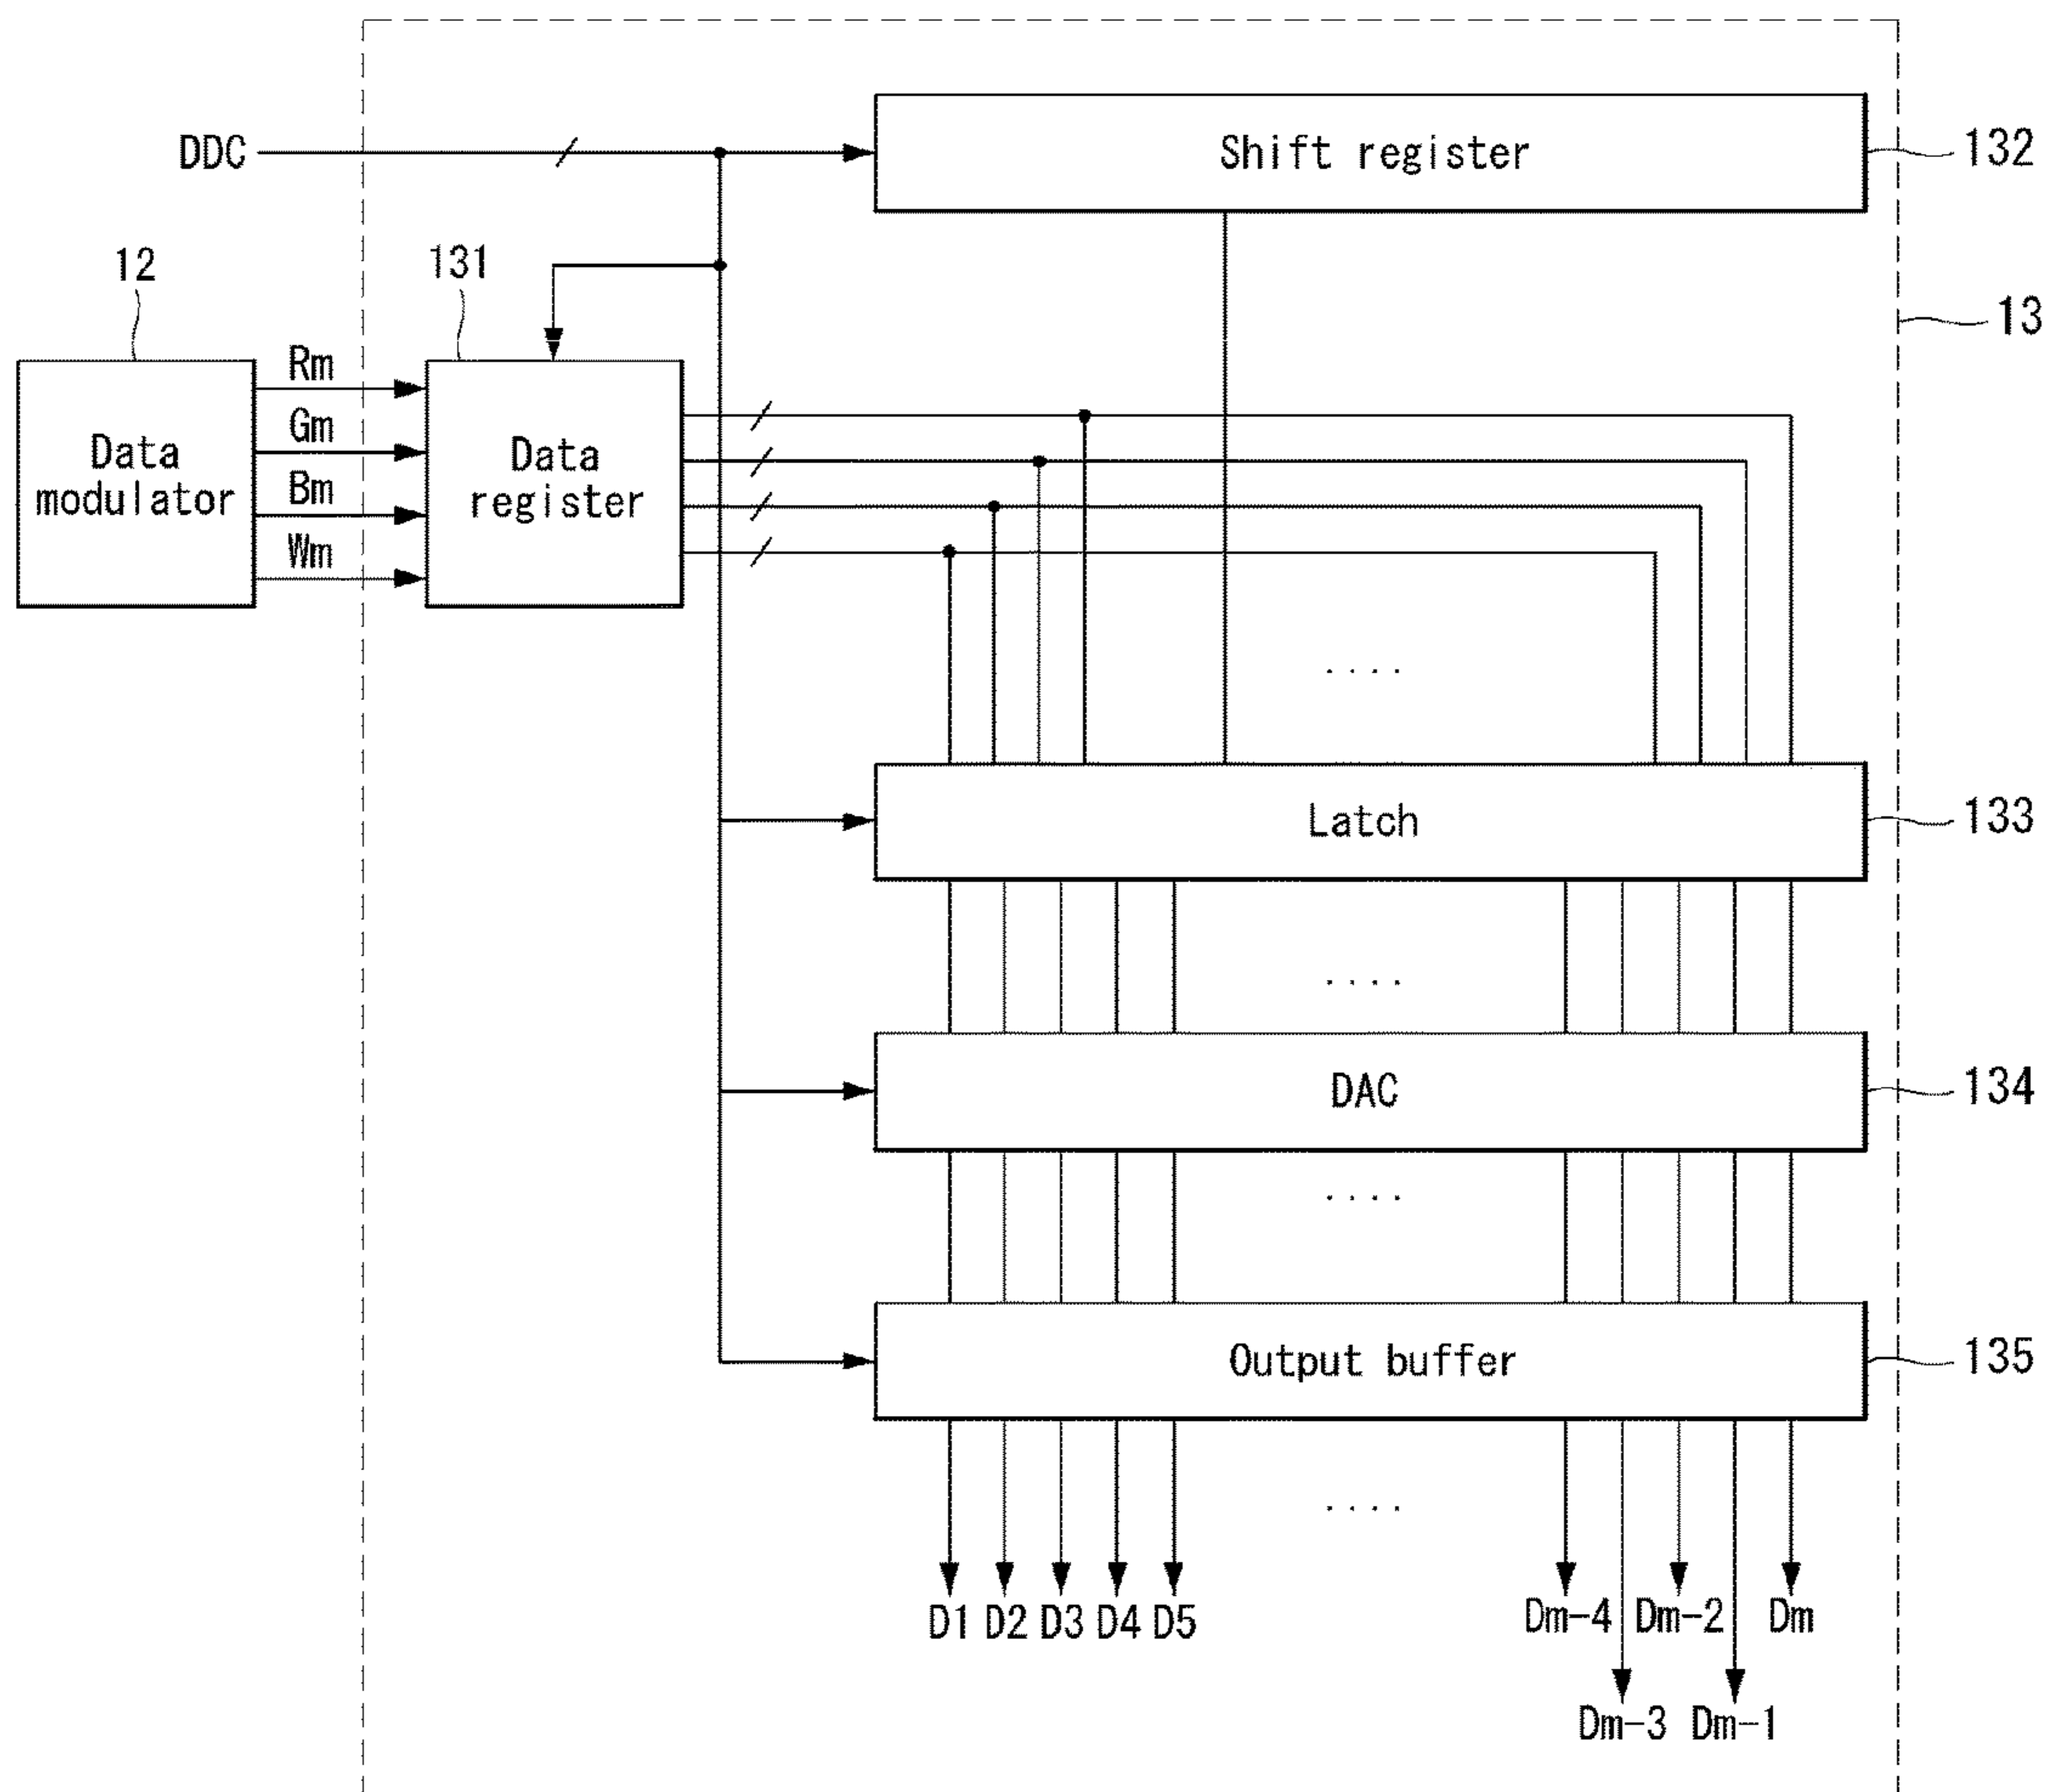 DDC
Shift register
132
12
131
13
Rm
Gm
Bm
Wm
Data
modulator
Data
register
....
Latch
133
....
DAC
134
....
Output buffer
135
....
D1 D2 D3 D4 D5
Dm-4 Dm-2 Dm
Dm-3 Dm-1